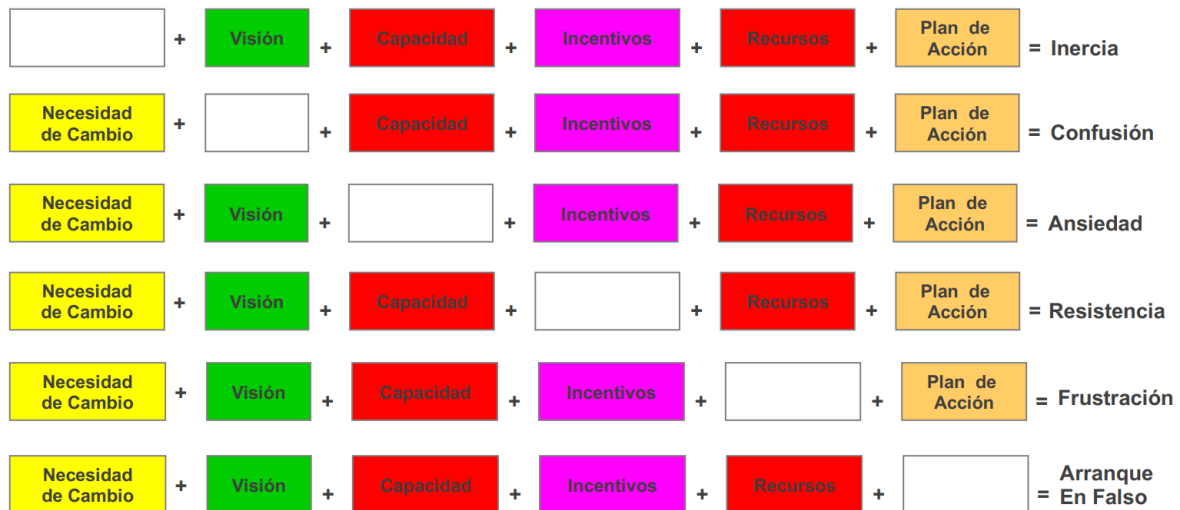 + Visión + Capacidad + Incentivos + Recursos + Plan de Acción = Inercia
Necesidad de Cambio + + Capacidad + Incentivos + Recursos + Plan de Acción = Confusión
Necesidad de Cambio + Visión + + Incentivos + Recursos + Plan de Acción = Ansiedad
Necesidad de Cambio + Visión + Capacidad + + Recursos + Plan de Acción = Resistencia
Necesidad de Cambio + Visión + Capacidad + Incentivos + + Plan de Acción = Frustración
Necesidad de Cambio + Visión + Capacidad + Incentivos + Recursos + = Arranque En Falso